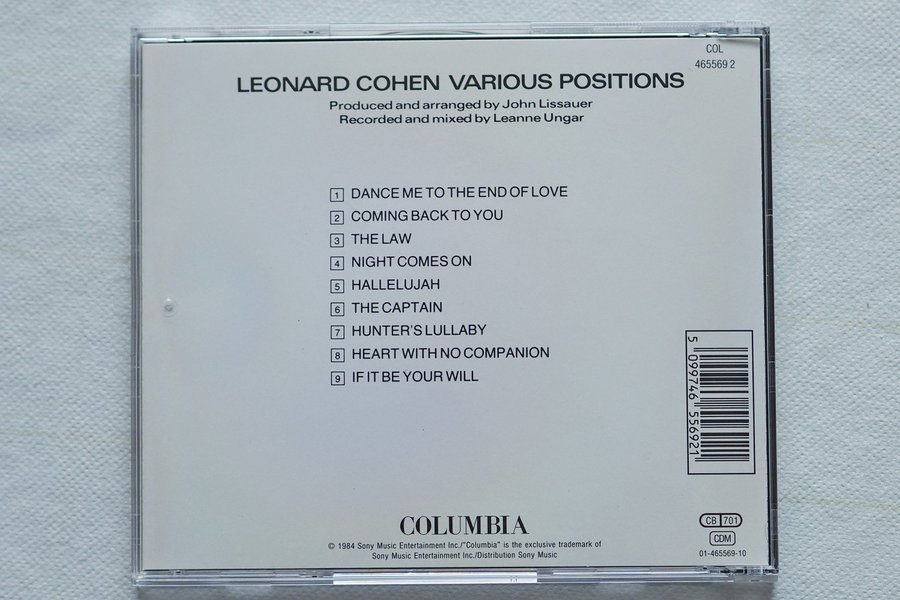 COL
465569 2
LEONARD COHEN VARIOUS POSITIONS
Produced and arranged by John Lissauer
Recorded and mixed by Leanne Ungar
1 DANCE ME TO THE END OF LOVE
2 COMING BACK TO YOU
3 THE LAW
4 NIGHT COMES ON
5 HALLELUJAH
6 THE CAPTAIN
7 HUNTER'S LULLABY
8 HEART WITH NO COMPANION
9 IF IT BE YOUR WILL
5 099746 556921
COLUMBIA
© 1984 Sony Music Entertainment Inc./"Columbia" is the exclusive trademark of
Sony Music Entertainment Inc./Distribution Sony Music
CB 701
CDM
01-465569-10